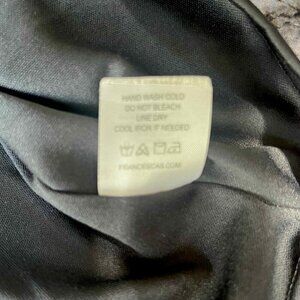 HAND WASH COLD
DO NOT BLEACH
LINE DRY
COOL IRON IF NEEDED
FRANCESCAS.COM